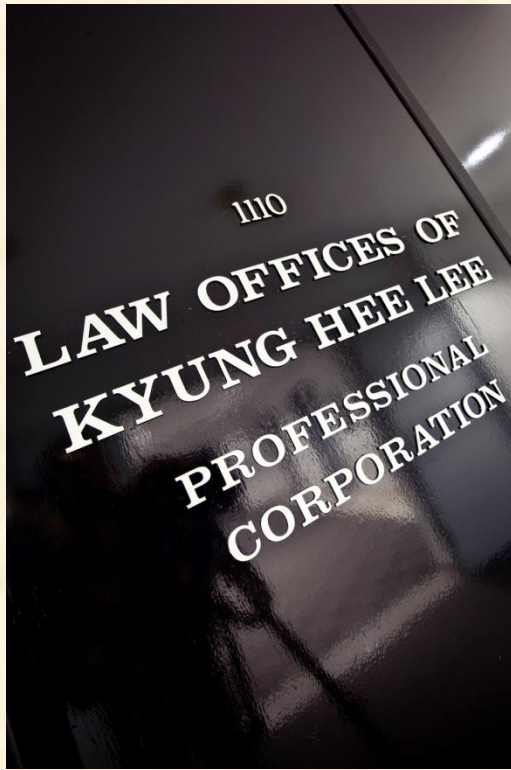 1110
LAW OFFICES OF
KYUNG HEE LEE
PROFESSIONAL
CORPORATION